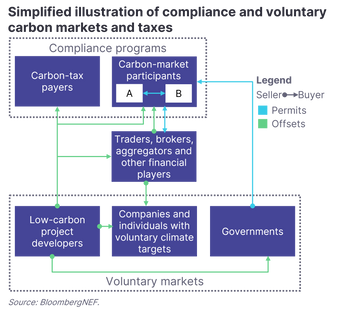 Simplified illustration of compliance and voluntary
carbon markets and taxes
Compliance programs
Carbon-tax
payers
Carbon-market
participants
A
B
Legend
Seller
Buyer
Permits
Offsets
Traders, brokers,
aggregators and
other financial
players
Low-carbon
project
developers
Companies and
individuals with
voluntary climate
targets
Governments
Voluntary markets
Source: BloombergNEF.